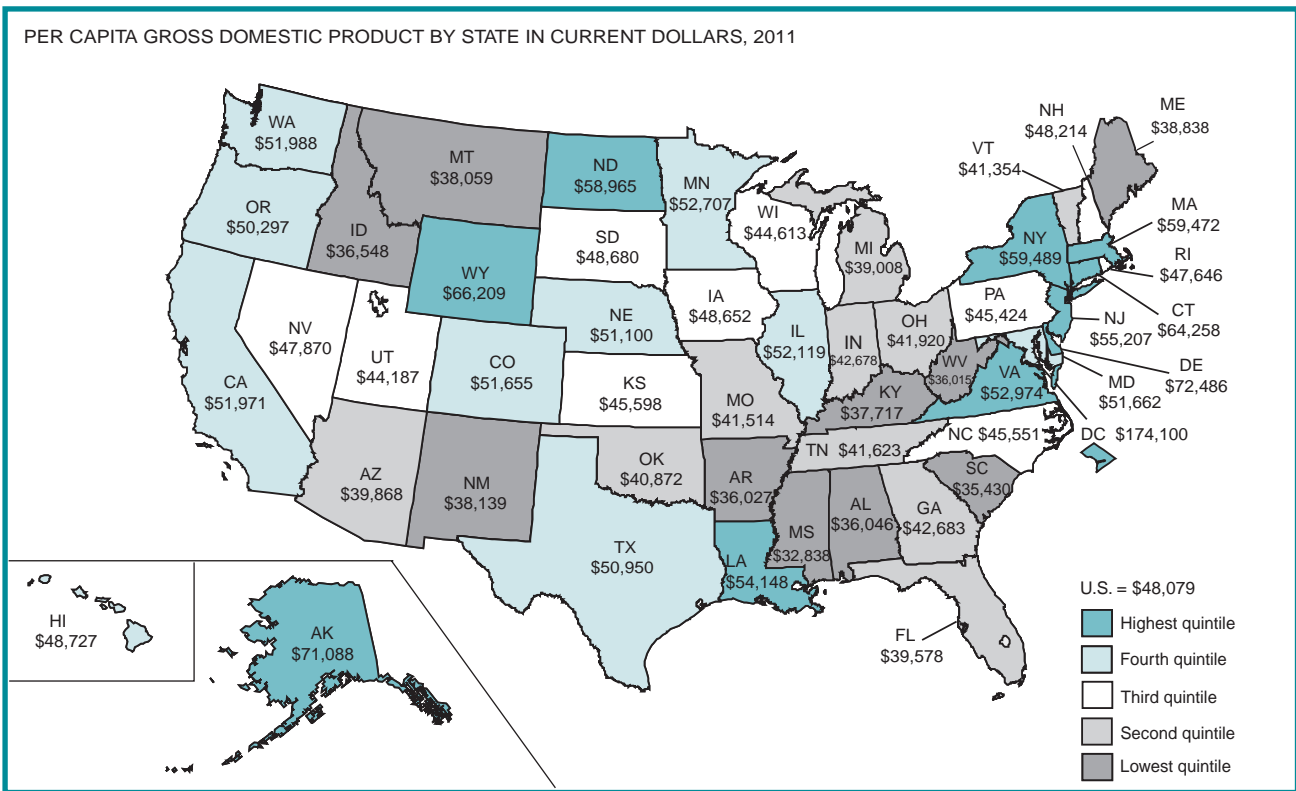 PER CAPITA GROSS DOMESTIC PRODUCT BY STATE IN CURRENT DOLLARS, 2011
WA
$51,988
OR
$50,297
CA
$51,971
NV
$47,870
ID
$36,548
MT
$38,059
WY
$66,209
UT
$44,187
CO
$51,655
AZ
$39,868
NM
$38,139
ND
$58,965
SD
$48,680
NE
$51,100
KS
$45,598
OK
$40,872
TX
$50,950
MN
$52,707
IA
$48,652
MO
$41,514
AR
$36,027
LA
$54,148
WI
$44,613
IL
$52,119
MI
$39,008
IN
$42,678
OH
$41,920
KY
$37,717
TN $41,623
MS
$32,838
AL
$36,046
GA
$42,683
FL
$39,578
SC
$35,430
NC $45,551
VA
$52,974
WV
$36,015
PA
$45,424
NY
$59,489
VT
$41,354
NH
$48,214
ME
$38,838
MA
$59,472
RI
$47,646
CT
$64,258
NJ
$55,207
DE
$72,486
MD
$51,662
DC $174,100
HI
$48,727
AK
$71,088
U.S. = $48,079
Highest quintile
Fourth quintile
Third quintile
Second quintile
Lowest quintile